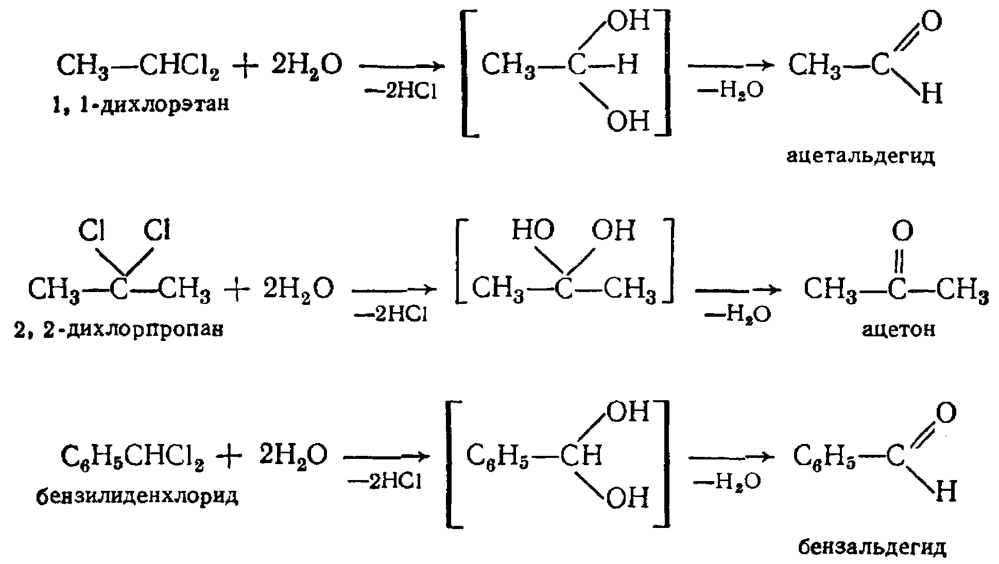 CH₃—CHCl₂ + 2H₂O —2HCl [CH₃—C—H OH OH] —H₂O CH₃—C O H
1, 1-дихлорэтан
ацетальдегид
Cl Cl HO OH O
CH₃—C—CH₃ + 2H₂O —2HCl [CH₃—C—CH₃] —H₂O CH₃—C—CH₃
2, 2-дихлорпропан
ацетон
C₆H₅CHCl₂ + 2H₂O —2HCl [C₆H₅—CH OH OH] —H₂O C₆H₅—C O H
бензилиденхлорид
бензальдегид